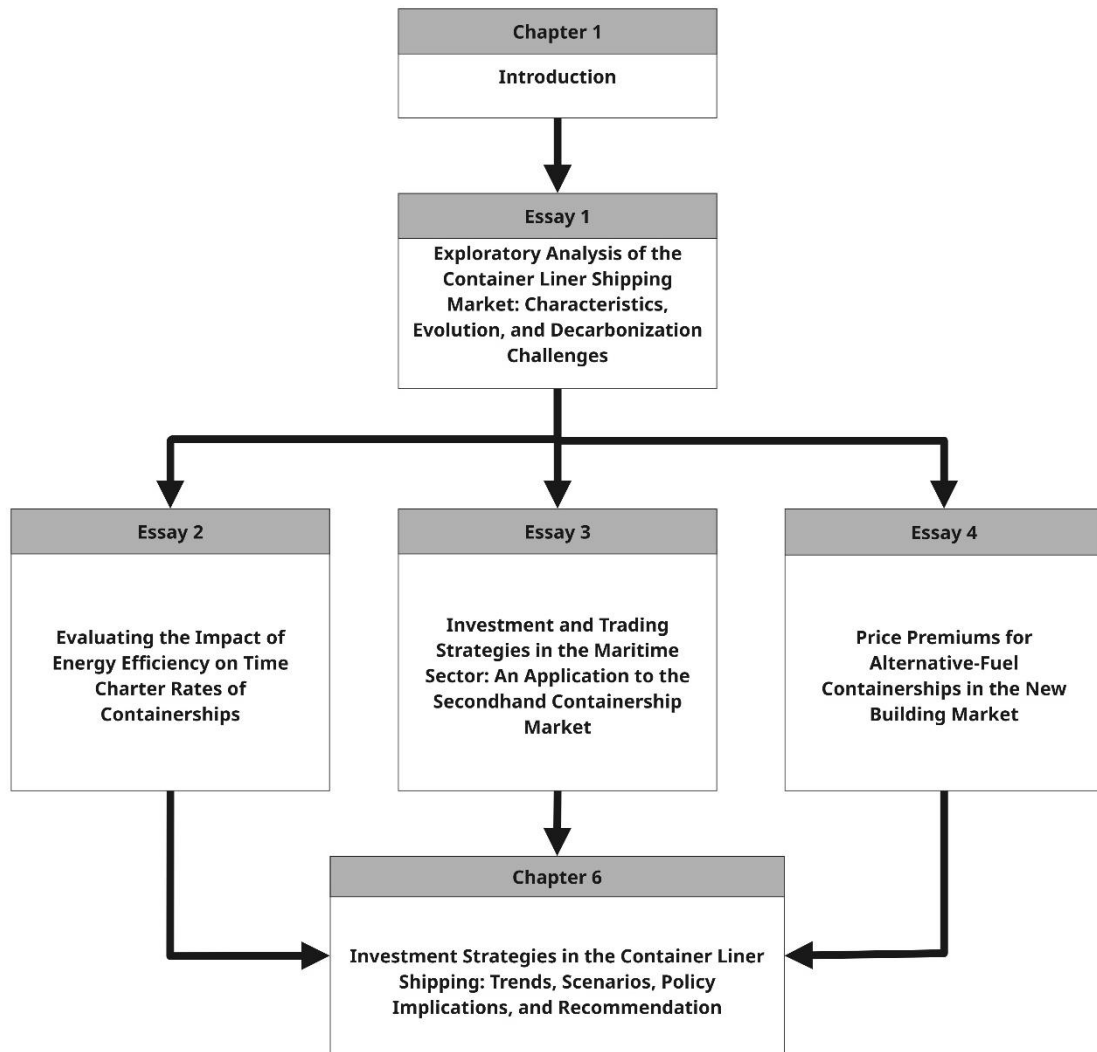 Chapter 1
Introduction
Essay 1
Exploratory Analysis of the
Container Liner Shipping
Market: Characteristics,
Evolution, and Decarbonization
Challenges
Essay 2
Evaluating the Impact of
Energy Efficiency on Time
Charter Rates of
Containerships
Essay 3
Investment and Trading
Strategies in the Maritime
Sector: An Application to the
Secondhand Containership
Market
Essay 4
Price Premiums for
Alternative-Fuel
Containerships in the New
Building Market
Chapter 6
Investment Strategies in the Container Liner
Shipping: Trends, Scenarios, Policy
Implications, and Recommendation